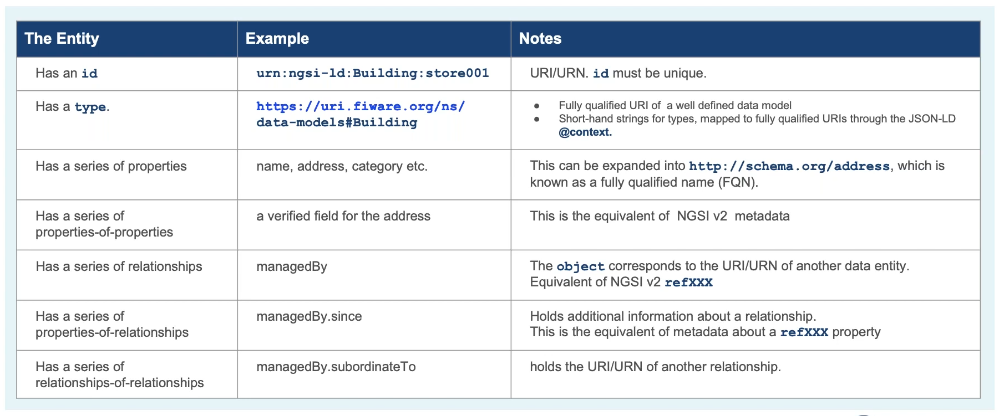 The Entity
Example
Notes
Has an id
urn:ngsi-ld:Building:store001
URI/URN. id must be unique.
Has a type.
https://uri.fiware.org/ns/
data-models#Building
● Fully qualified URI of  a well defined data model
● Short-hand strings for types, mapped to fully qualified URIs through the JSON-LD
@context.
Has a series of properties
name, address, category etc.
This can be expanded into http://schema.org/address, which is
known as a fully qualified name (FQN).
Has a series of
properties-of-properties
a verified field for the address
This is the equivalent of  NGSI v2  metadata
Has a series of relationships
managedBy
The object corresponds to the URI/URN of another data entity.
Equivalent of NGSI v2 refXXX
Has a series of
properties-of-relationships
managedBy.since
Holds additional information about a relationship.
This is the equivalent of metadata about a refXXX property
Has a series of
relationships-of-relationships
managedBy.subordinateTo
holds the URI/URN of another relationship.